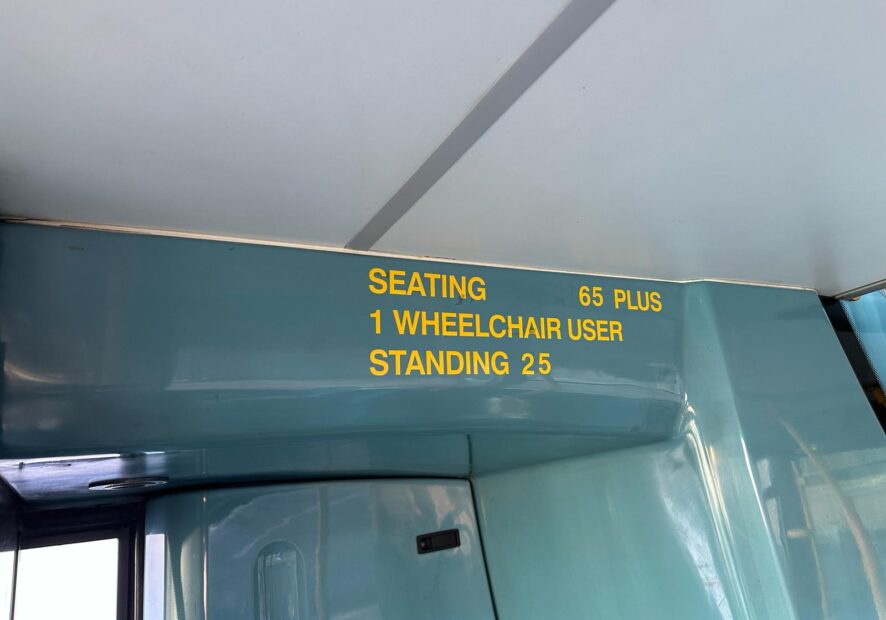 SEATING 65 PLUS
1 WHEELCHAIR USER
STANDING 25